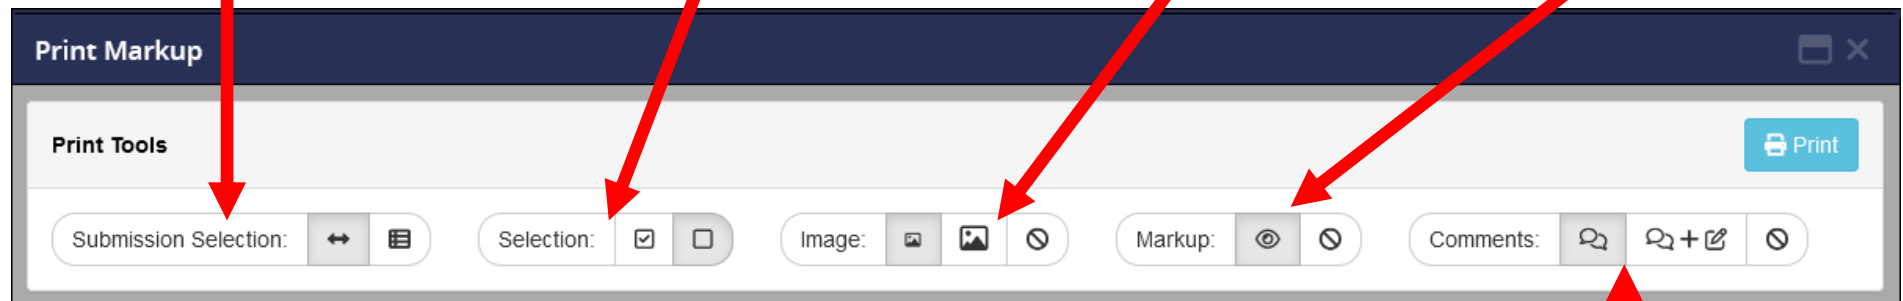 Print Markup
Print Tools
Print
Submission Selection:
Selection:
Image:
Markup:
Comments: